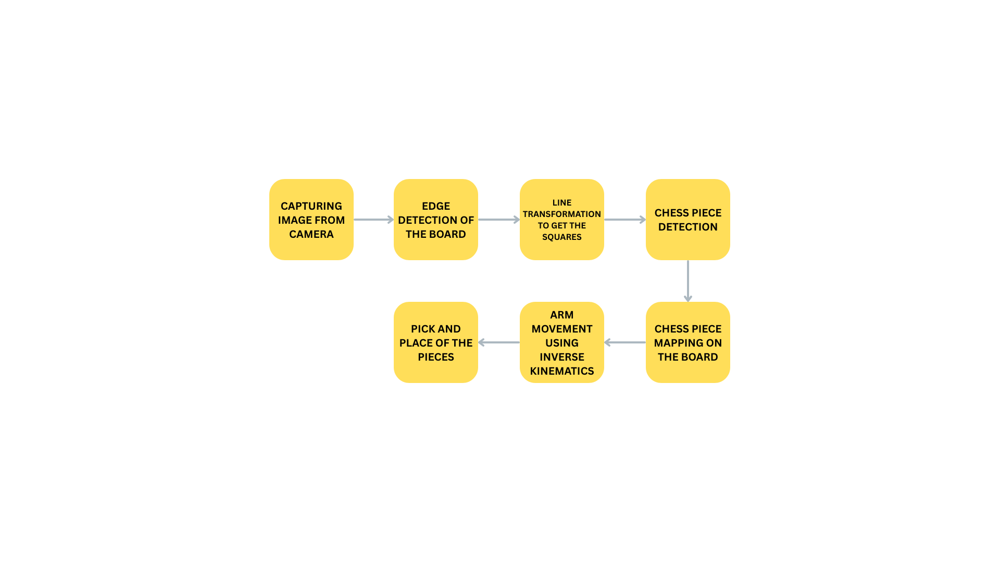 CAPTURING
IMAGE FROM
CAMERA
EDGE
DETECTION OF
THE BOARD
LINE
TRANSFORMATION
TO GET THE
SQUARES
CHESS PIECE
DETECTION
CHESS PIECE
MAPPING ON
THE BOARD
ARM
MOVEMENT
USING
INVERSE
KINEMATICS
PICK AND
PLACE OF THE
PIECES